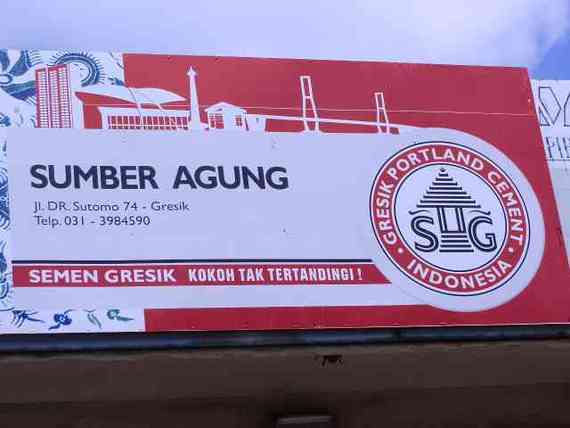 SUMBER AGUNG
Jl. DR. Sutomo 74 - Gresik
Telp. 031 - 3984590
SEMEN GRESIK KOKOH TAK TERTANDINGI !
GRESIK PORTLAND CEMENT
SG
INDONESIA